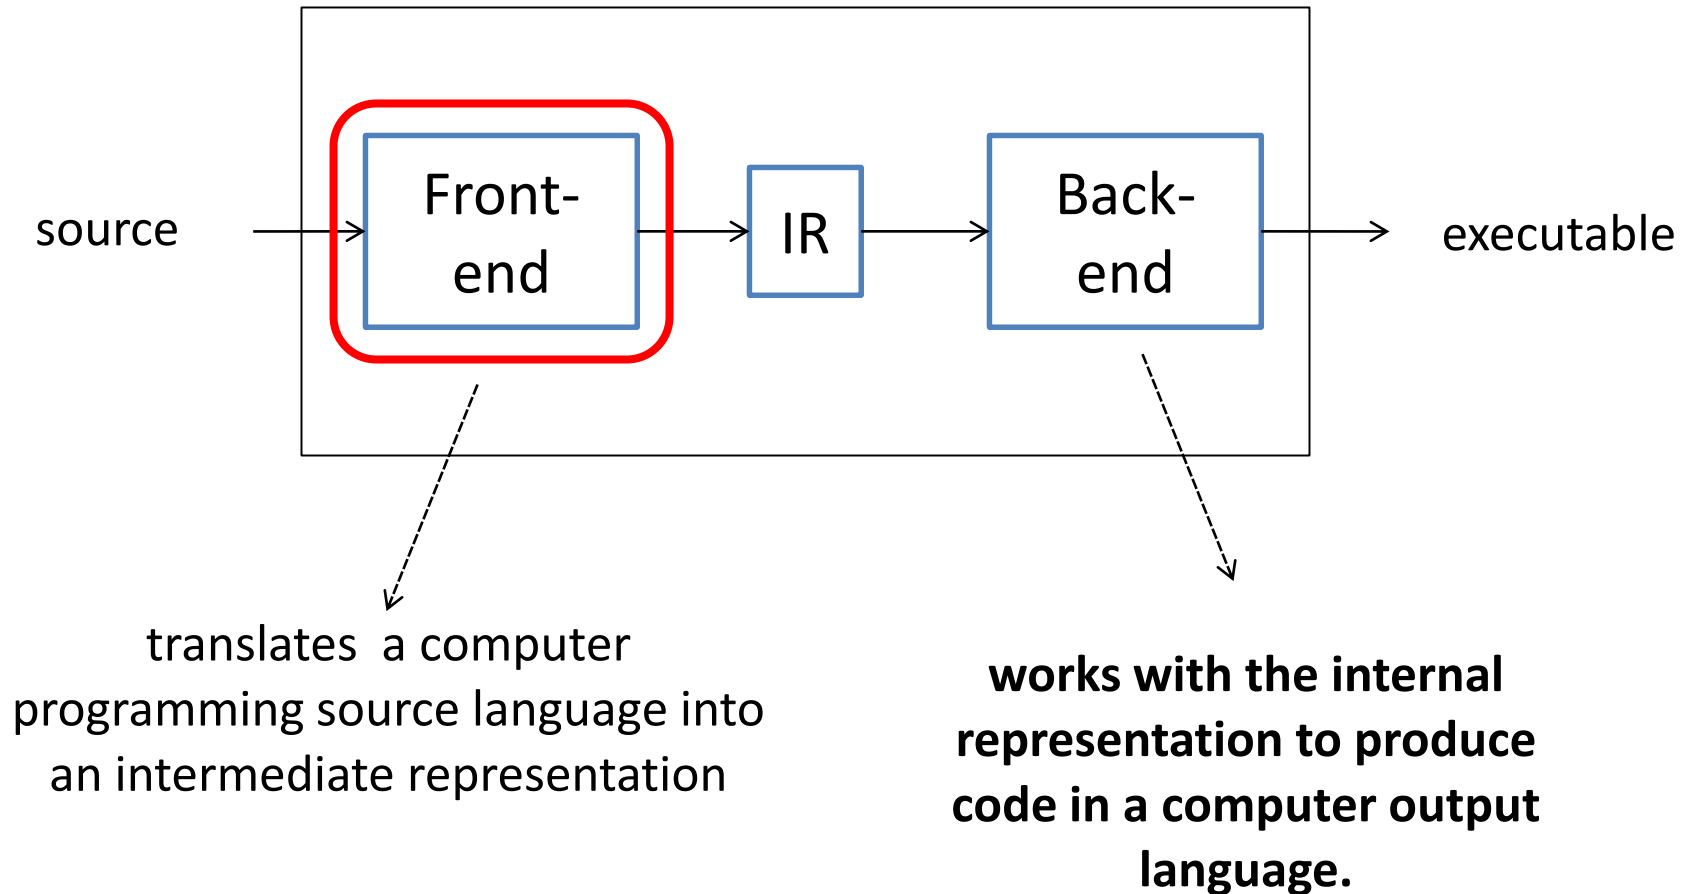 source
Front-
end
IR
Back-
end
executable
translates  a computer
programming source language into
an intermediate representation
works with the internal
representation to produce
code in a computer output
language.